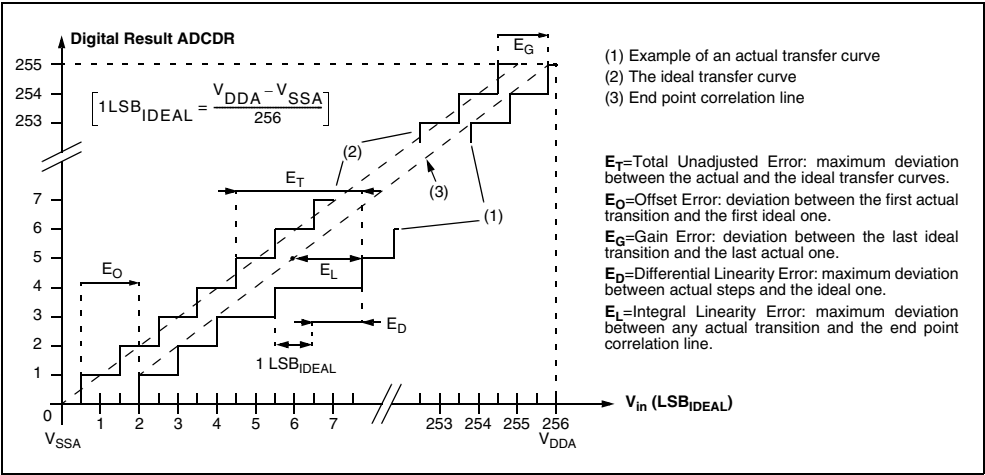 Digital Result ADCDR
E_G
255
254
253
7
6
5
4
3
2
1
0
[1LSB_IDEAL = (V_DDA − V_SSA) / 256]
(2)
(3)
(1)
E_T
E_O
E_L
E_D
1 LSB_IDEAL
1 2 3 4 5 6 7 253 254 255 256
V_SSA
V_DDA
V_in (LSB_IDEAL)
(1) Example of an actual transfer curve
(2) The ideal transfer curve
(3) End point correlation line
E_T=Total Unadjusted Error: maximum deviation
between the actual and the ideal transfer curves.
E_O=Offset Error: deviation between the first actual
transition and the first ideal one.
E_G=Gain Error: deviation between the last ideal
transition and the last actual one.
E_D=Differential Linearity Error: maximum deviation
between actual steps and the ideal one.
E_L=Integral Linearity Error: maximum deviation
between any actual transition and the end point
correlation line.